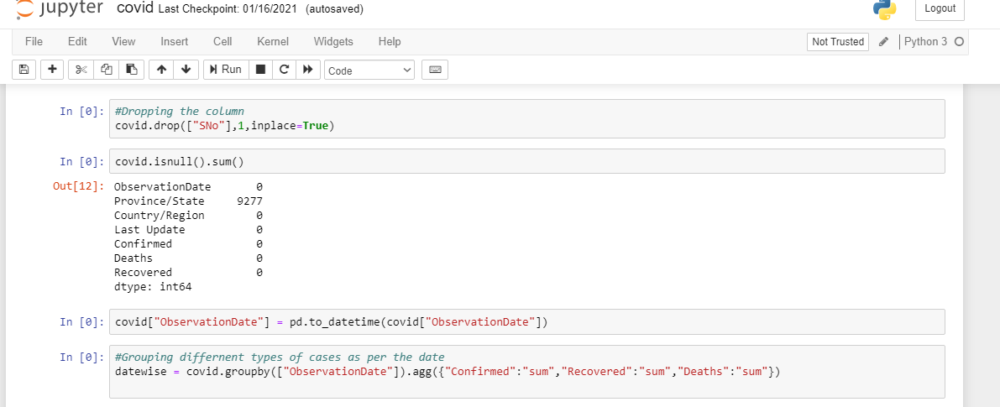 jupyter covid Last Checkpoint: 01/16/2021 (autosaved) Logout
File Edit View Insert Cell Kernel Widgets Help Not Trusted Python 3
Run Code
In [0]: #Dropping the column
covid.drop(["SNo"],1,inplace=True)
In [0]: covid.isnull().sum()
Out[12]: ObservationDate 0
Province/State 9277
Country/Region 0
Last Update 0
Confirmed 0
Deaths 0
Recovered 0
dtype: int64
In [0]: covid["ObservationDate"] = pd.to_datetime(covid["ObservationDate"])
In [0]: #Grouping differnent types of cases as per the date
datewise = covid.groupby(["ObservationDate"]).agg({"Confirmed":"sum","Recovered":"sum","Deaths":"sum"})